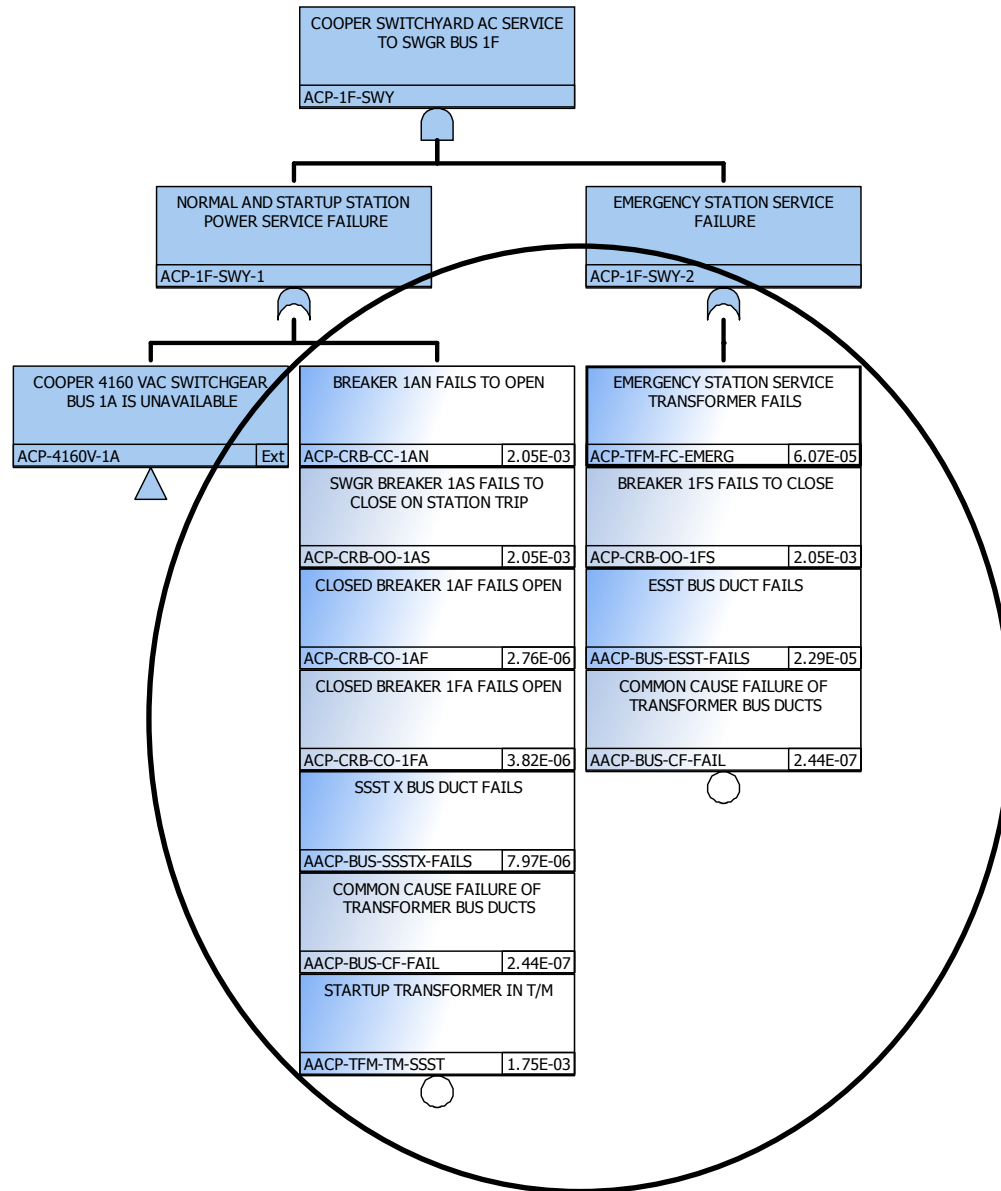 COOPER SWITCHYARD AC SERVICE
TO SWGR BUS 1F
ACP-1F-SWY
NORMAL AND STARTUP STATION
POWER SERVICE FAILURE
ACP-1F-SWY-1
EMERGENCY STATION SERVICE
FAILURE
ACP-1F-SWY-2
COOPER 4160 VAC SWITCHGEAR
BUS 1A IS UNAVAILABLE
ACP-4160V-1A Ext
BREAKER 1AN FAILS TO OPEN
ACP-CRB-CC-1AN 2.05E-03
SWGR BREAKER 1AS FAILS TO
CLOSE ON STATION TRIP
ACP-CRB-OO-1AS 2.05E-03
CLOSED BREAKER 1AF FAILS OPEN
ACP-CRB-CO-1AF 2.76E-06
CLOSED BREAKER 1FA FAILS OPEN
ACP-CRB-CO-1FA 3.82E-06
SSST X BUS DUCT FAILS
AACP-BUS-SSSTX-FAILS 7.97E-06
COMMON CAUSE FAILURE OF
TRANSFORMER BUS DUCTS
AACP-BUS-CF-FAIL 2.44E-07
STARTUP TRANSFORMER IN T/M
AACP-TFM-TM-SSST 1.75E-03
EMERGENCY STATION SERVICE
TRANSFORMER FAILS
ACP-TFM-FC-EMERG 6.07E-05
BREAKER 1FS FAILS TO CLOSE
ACP-CRB-OO-1FS 2.05E-03
ESST BUS DUCT FAILS
AACP-BUS-ESST-FAILS 2.29E-05
COMMON CAUSE FAILURE OF
TRANSFORMER BUS DUCTS
AACP-BUS-CF-FAIL 2.44E-07